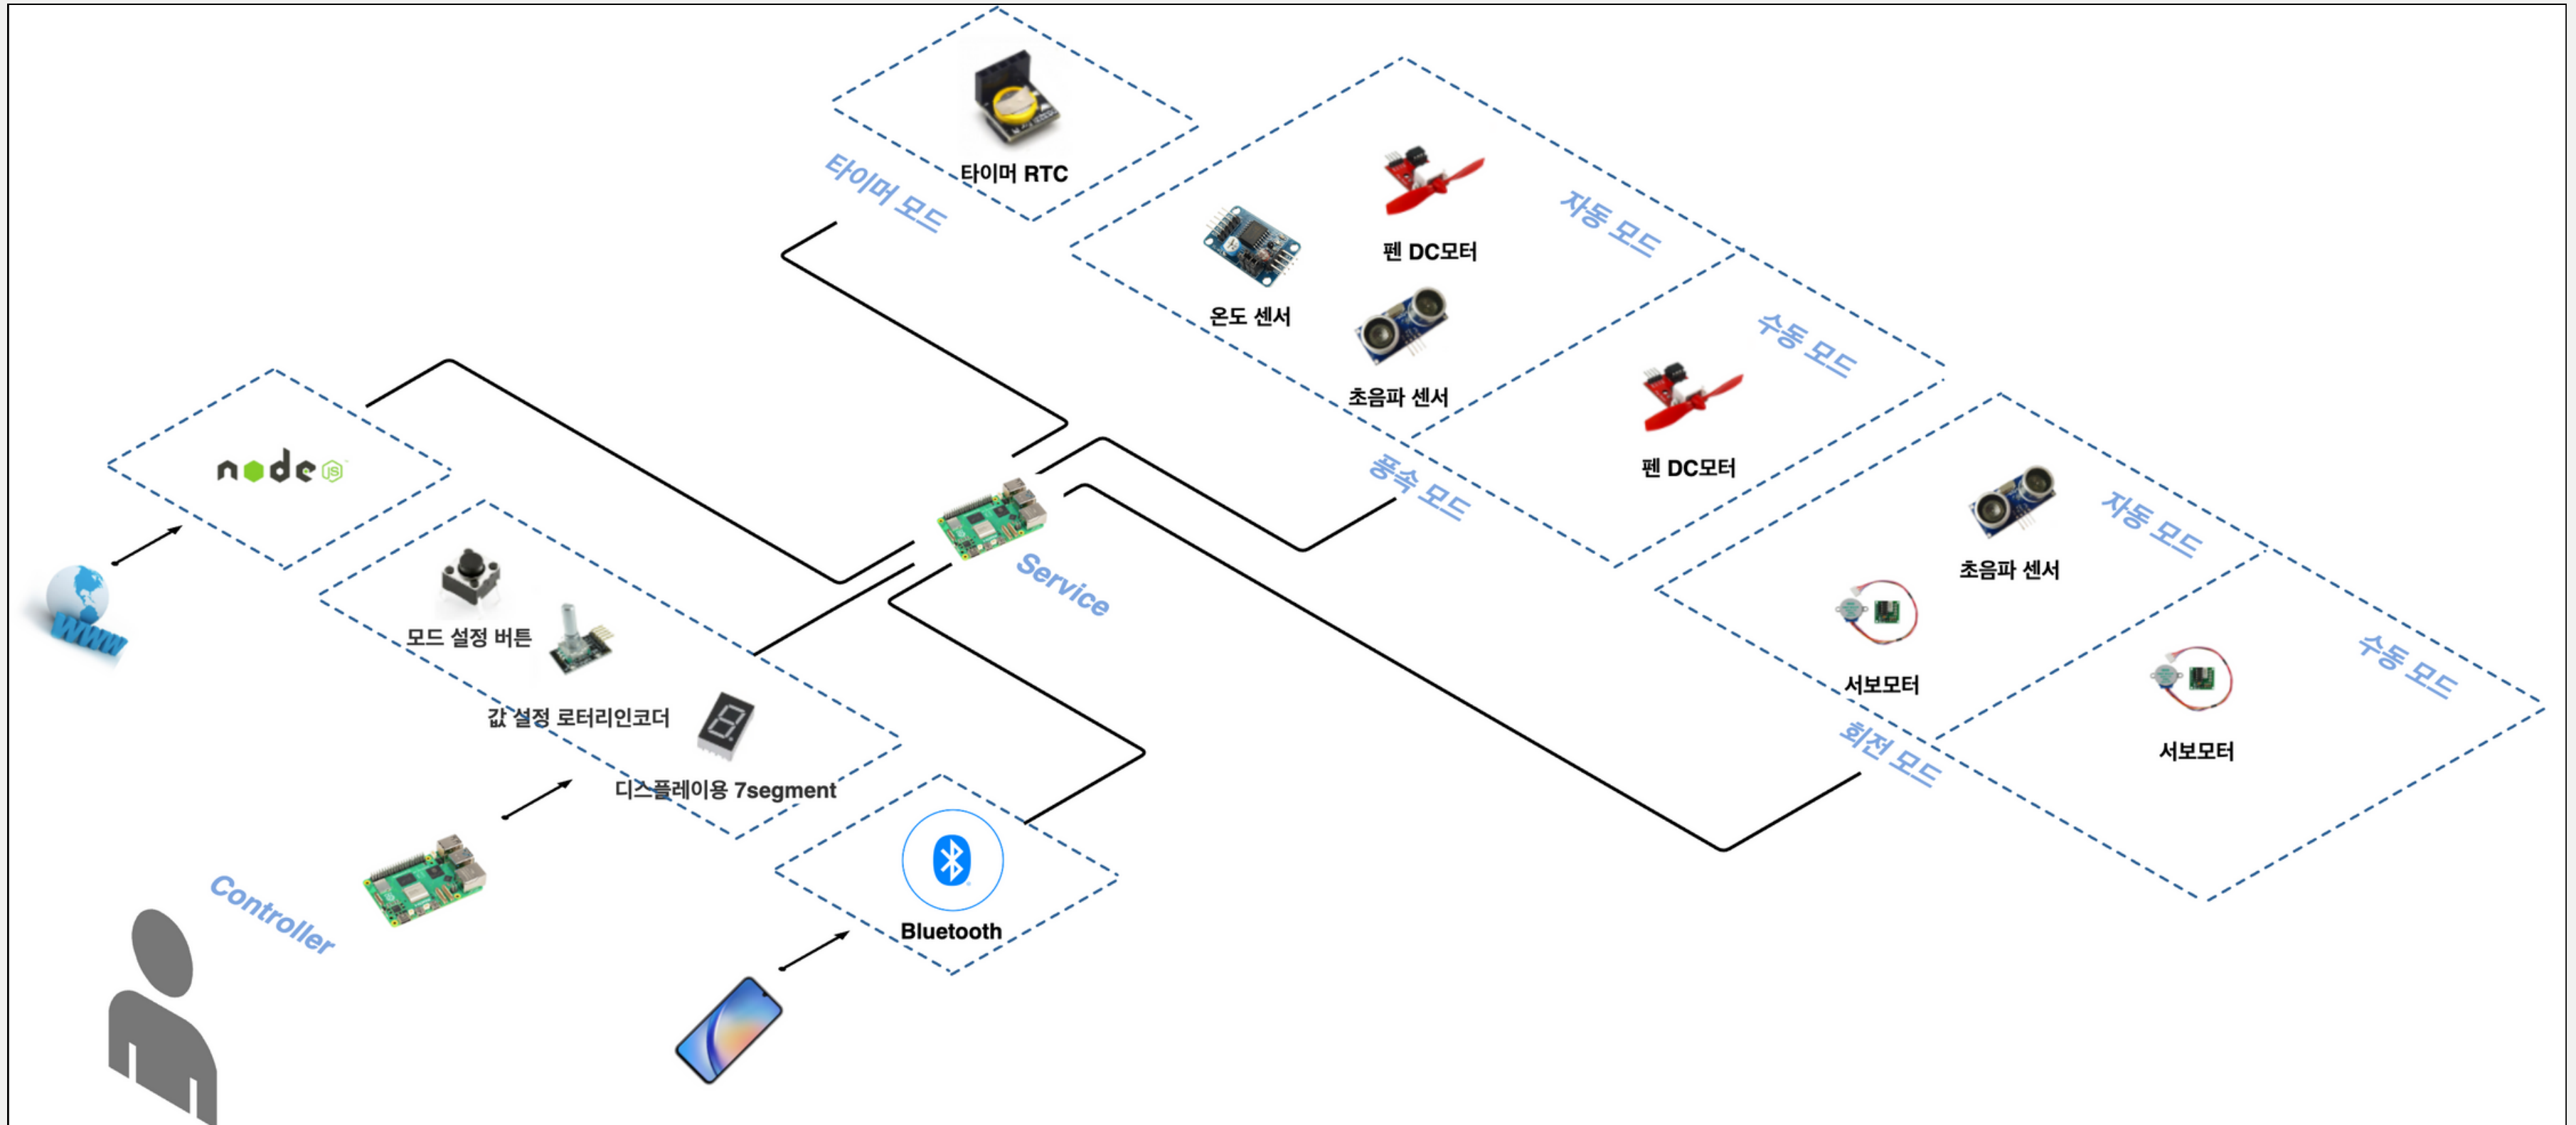 타이머 RTC
타이머 모드
펜 DC모터
자동 모드
온도 센서
초음파 센서
수동 모드
펜 DC모터
풍속 모드
node JS
초음파 센서
자동 모드
Service
모드 설정 버튼
서보모터
수동 모드
값 설정 로터리인코더
서보모터
회전 모드
www
디스플레이용 7segment
Controller
Bluetooth